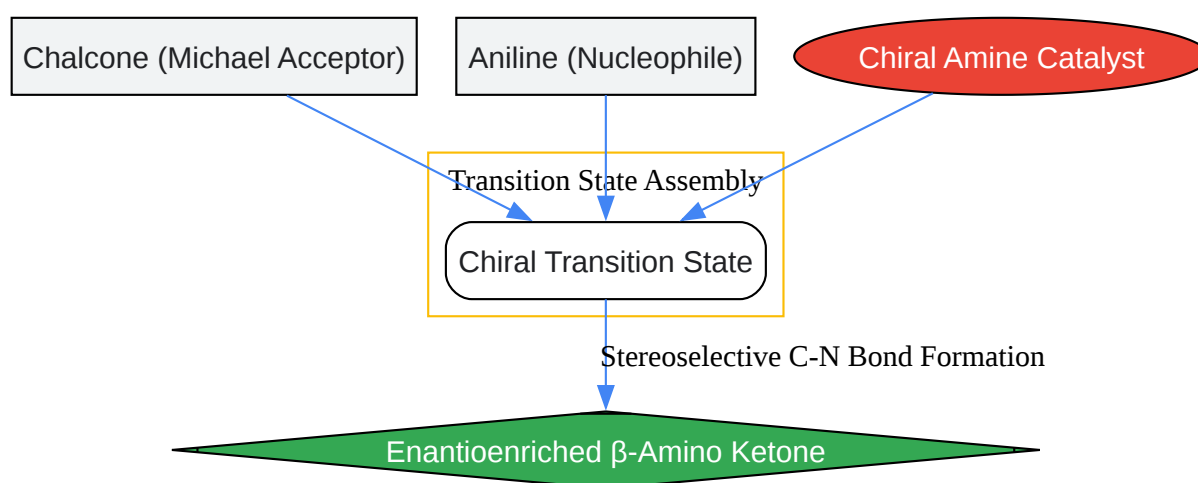 Chalcone (Michael Acceptor)
Aniline (Nucleophile)
Chiral Amine Catalyst
Transition State Assembly
Chiral Transition State
Stereoselective C-N Bond Formation
Enantioenriched β-Amino Ketone